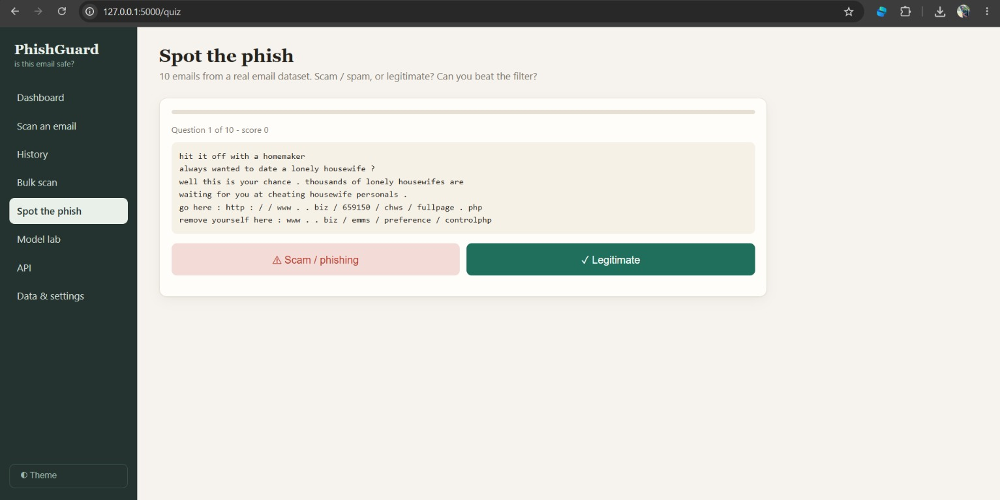 127.0.0.1:5000/quiz
PhishGuard
is this email safe?
Dashboard
Scan an email
History
Bulk scan
Spot the phish
Model lab
API
Data & settings
Theme
Spot the phish
10 emails from a real email dataset. Scam / spam, or legitimate? Can you beat the filter?
Question 1 of 10 - score 0
hit it off with a homemaker
always wanted to date a lonely housewife ?
well this is your chance . thousands of lonely housewifes are
waiting for you at cheating housewife personals .
go here : http : / / www . . biz / 659150 / chws / fullpage . php
remove yourself here : www . . biz / emms / preference / controlphp
⚠ Scam / phishing
✓ Legitimate